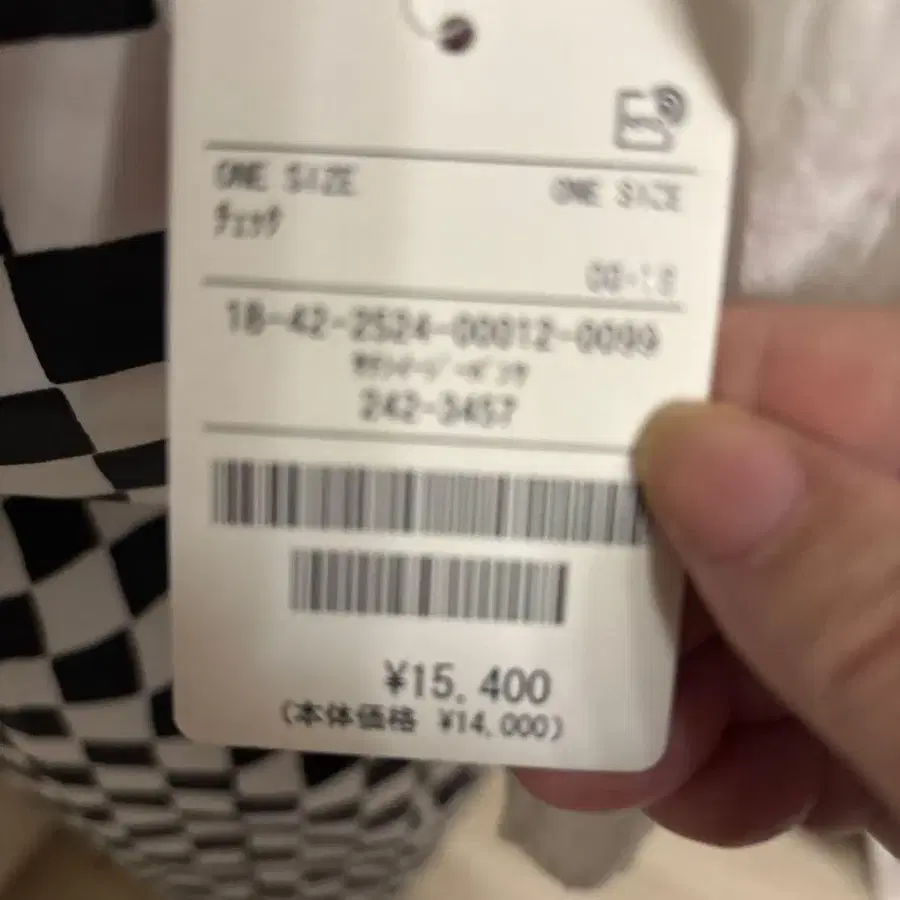 ONE SIZE ONE SIZE
チェック
18-42-2524-00012-0099
242-3457
¥15,400
(本体価格 ¥14,000)